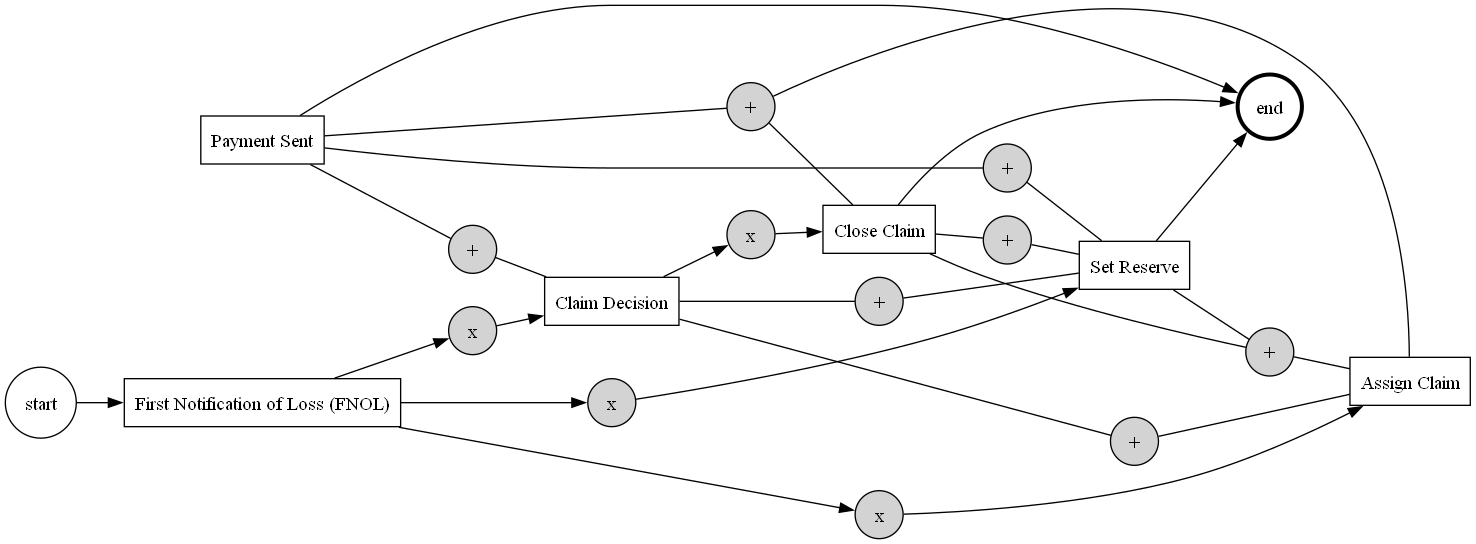 end
+
Payment Sent
+
x
Close Claim
+
+
Set Reserve
x
Claim Decision
+
+
Assign Claim
start
First Notification of Loss (FNOL)
x
+
x